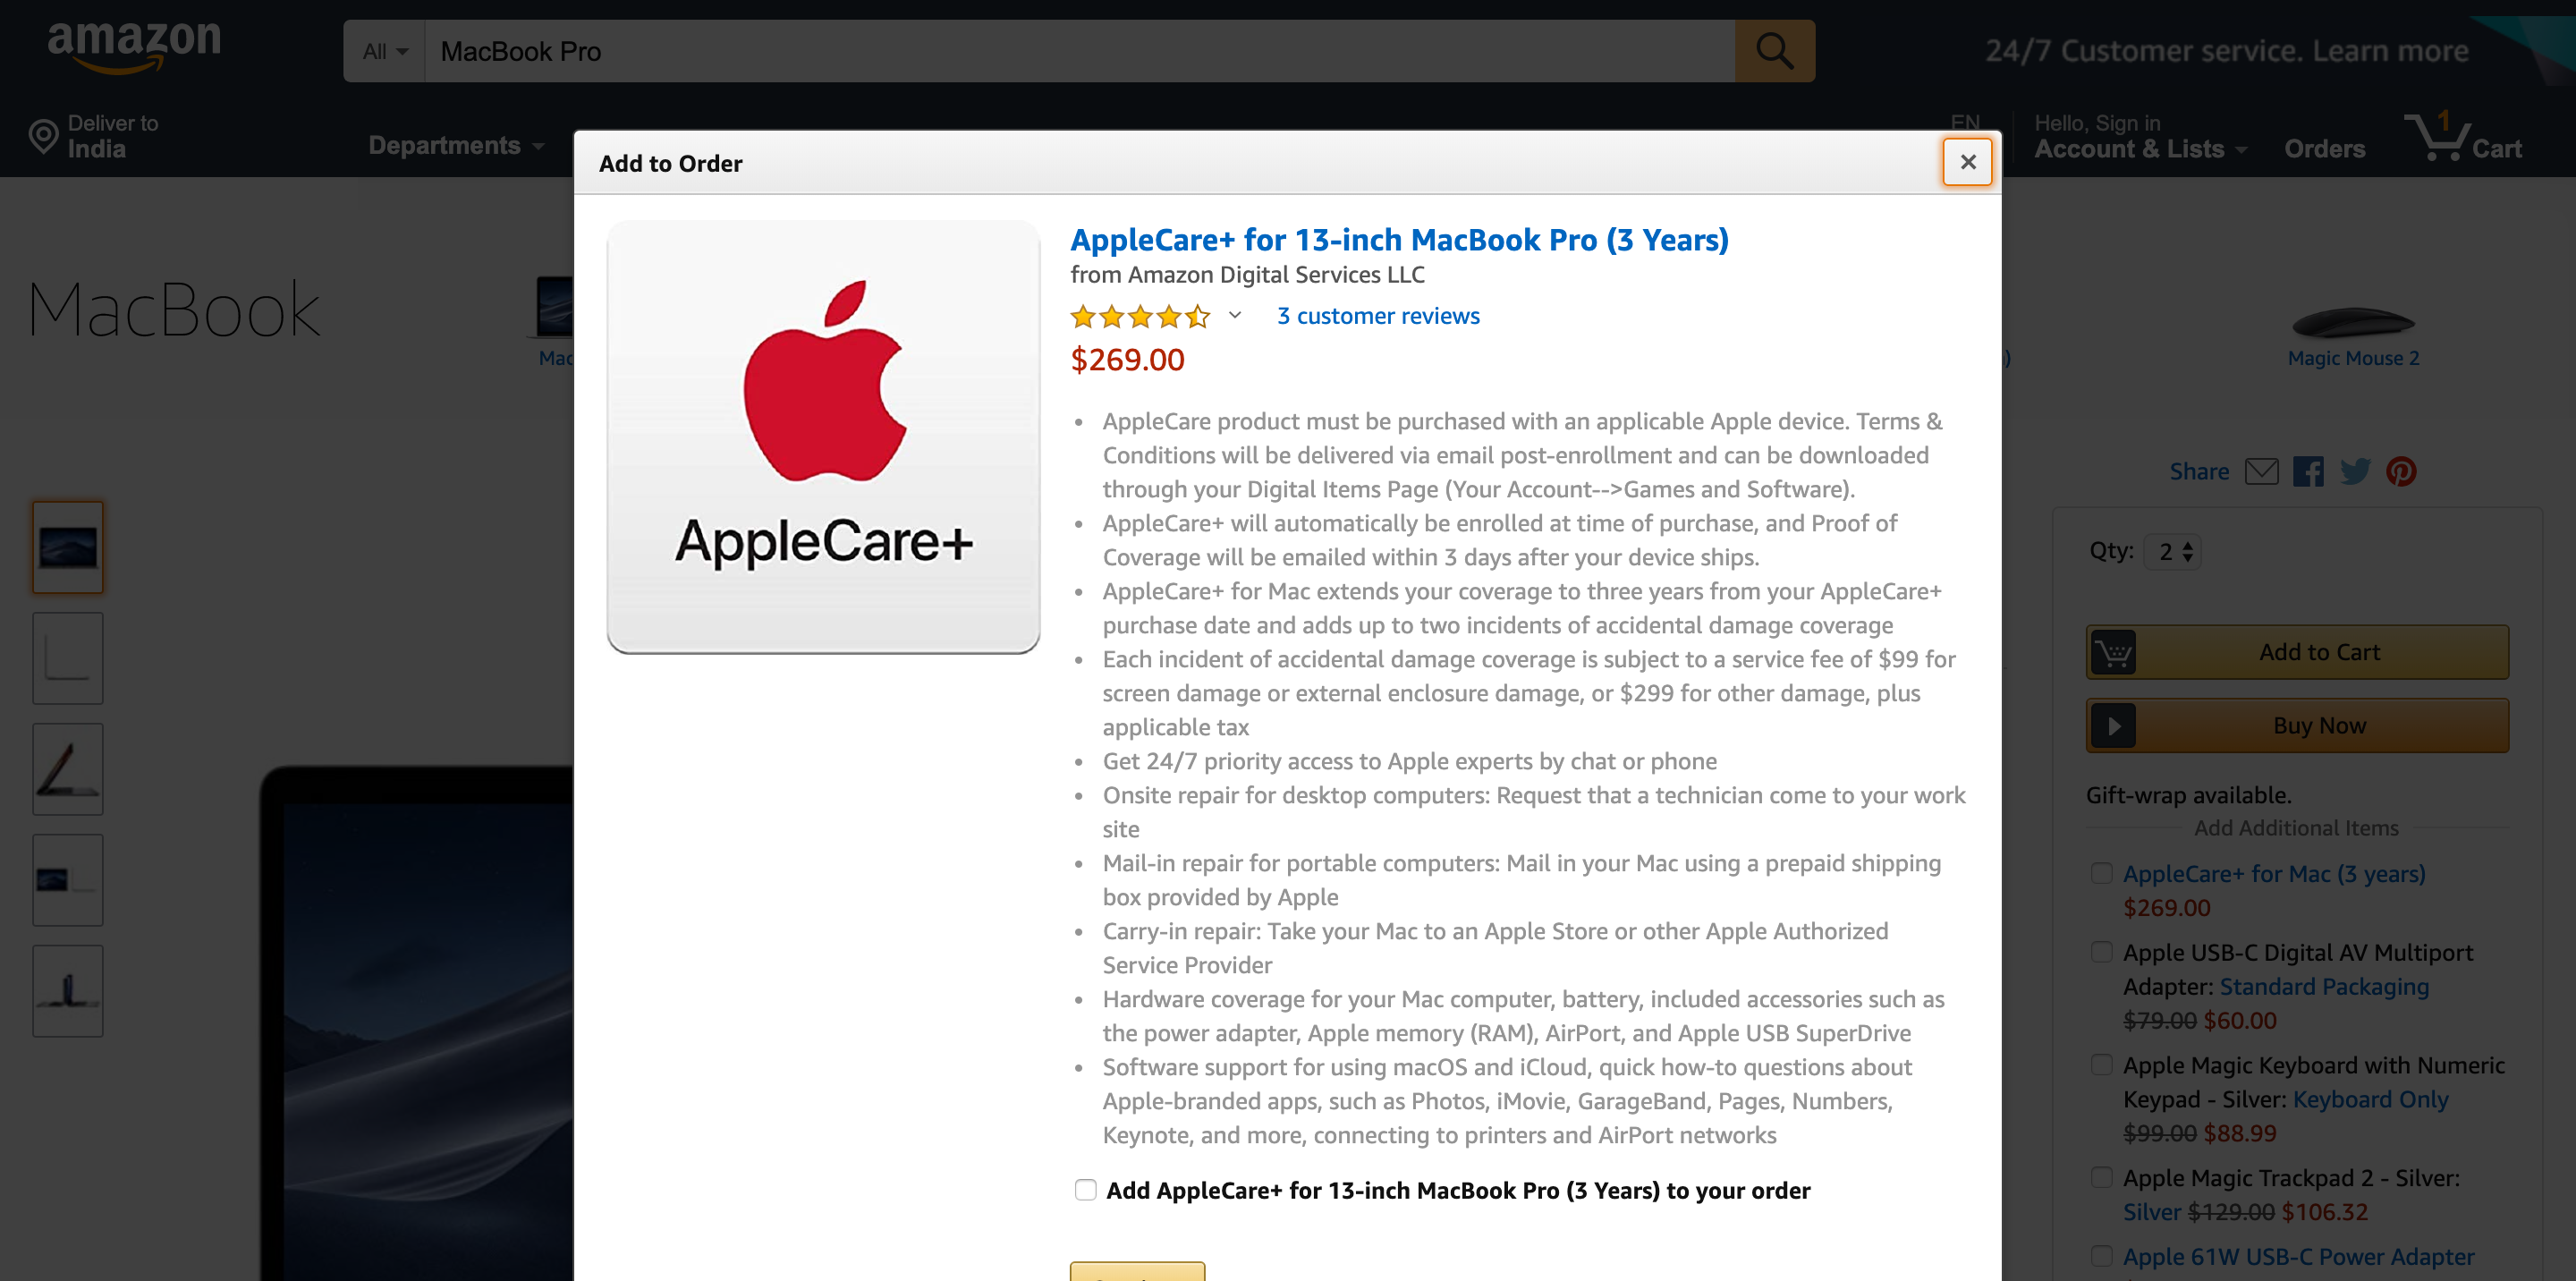 amazon
All
MacBook Pro
24/7 Customer service. Learn more
Deliver to
India
Departments
EN
Hello, Sign in
Account & Lists
Orders
1
Cart
Add to Order
MacBook
Mac
Magic Mouse 2
AppleCare+
AppleCare+ for 13-inch MacBook Pro (3 Years)
from Amazon Digital Services LLC
3 customer reviews
$269.00
• AppleCare product must be purchased with an applicable Apple device. Terms &
Conditions will be delivered via email post-enrollment and can be downloaded
through your Digital Items Page (Your Account-->Games and Software).
• AppleCare+ will automatically be enrolled at time of purchase, and Proof of
Coverage will be emailed within 3 days after your device ships.
• AppleCare+ for Mac extends your coverage to three years from your AppleCare+
purchase date and adds up to two incidents of accidental damage coverage
• Each incident of accidental damage coverage is subject to a service fee of $99 for
screen damage or external enclosure damage, or $299 for other damage, plus
applicable tax
• Get 24/7 priority access to Apple experts by chat or phone
• Onsite repair for desktop computers: Request that a technician come to your work
site
• Mail-in repair for portable computers: Mail in your Mac using a prepaid shipping
box provided by Apple
• Carry-in repair: Take your Mac to an Apple Store or other Apple Authorized
Service Provider
• Hardware coverage for your Mac computer, battery, included accessories such as
the power adapter, Apple memory (RAM), AirPort, and Apple USB SuperDrive
• Software support for using macOS and iCloud, quick how-to questions about
Apple-branded apps, such as Photos, iMovie, GarageBand, Pages, Numbers,
Keynote, and more, connecting to printers and AirPort networks
Add AppleCare+ for 13-inch MacBook Pro (3 Years) to your order
Share
Qty: 2
Add to Cart
Buy Now
Gift-wrap available.
Add Additional Items
AppleCare+ for Mac (3 years)
$269.00
Apple USB-C Digital AV Multiport
Adapter: Standard Packaging
$79.00 $60.00
Apple Magic Keyboard with Numeric
Keypad - Silver: Keyboard Only
$99.00 $88.99
Apple Magic Trackpad 2 - Silver:
Silver $129.00 $106.32
Apple 61W USB-C Power Adapter